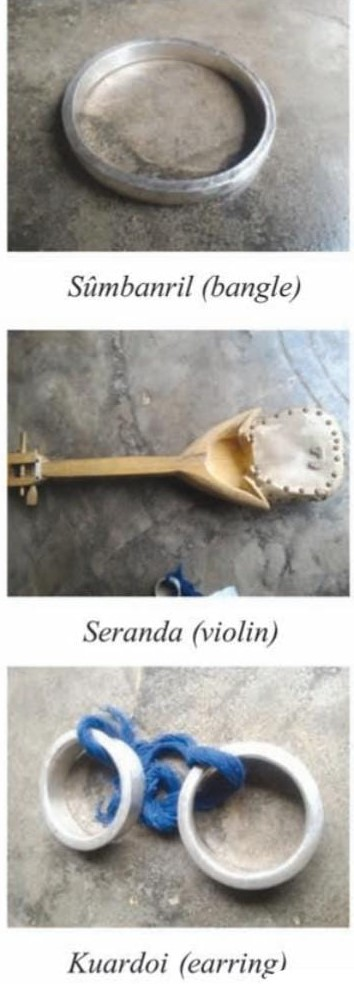 Sûmbanril (bangle)
Seranda (violin)
Kuardoi (earring)